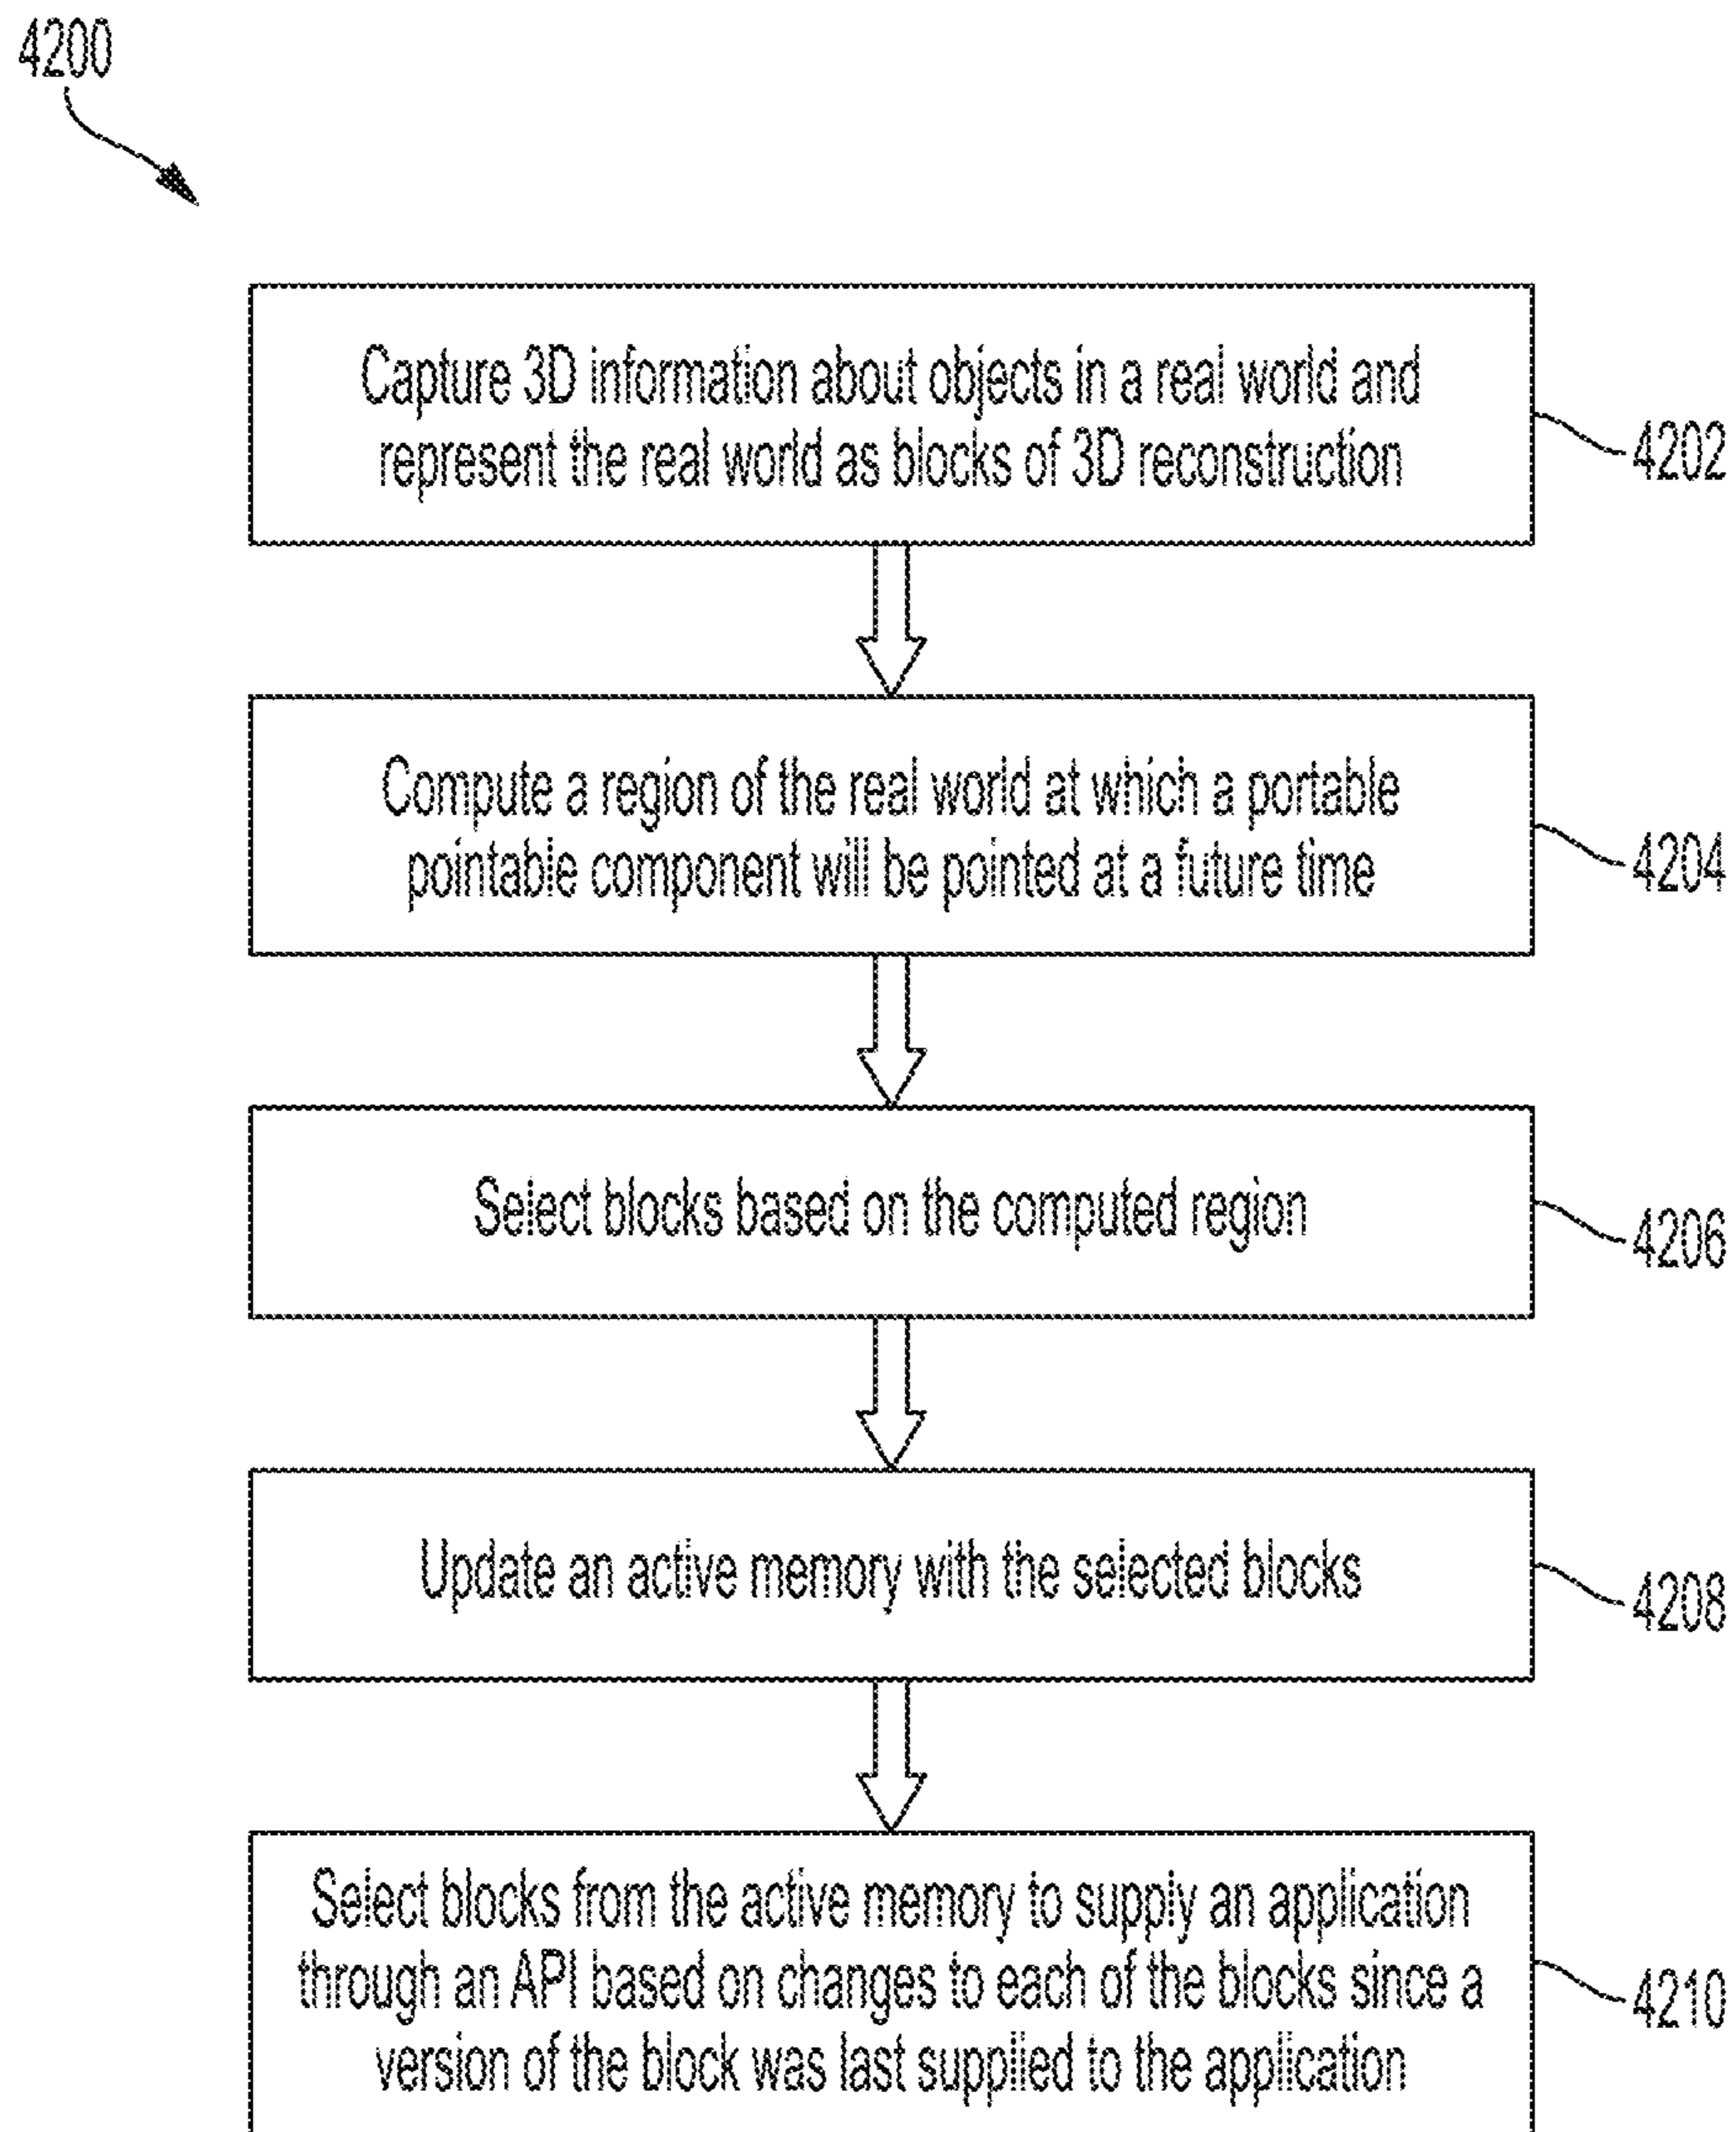 4200
Capture 3D information about objects in a real world and
represent the real world as blocks of 3D reconstruction
4202
Compute a region of the real world at which a portable
pointable component will be pointed at a future time
4204
Select blocks based on the computed region
4206
Update an active memory with the selected blocks
4208
Select blocks from the active memory to supply an application
through an API based on changes to each of the blocks since a
version of the block was last supplied to the application
4210